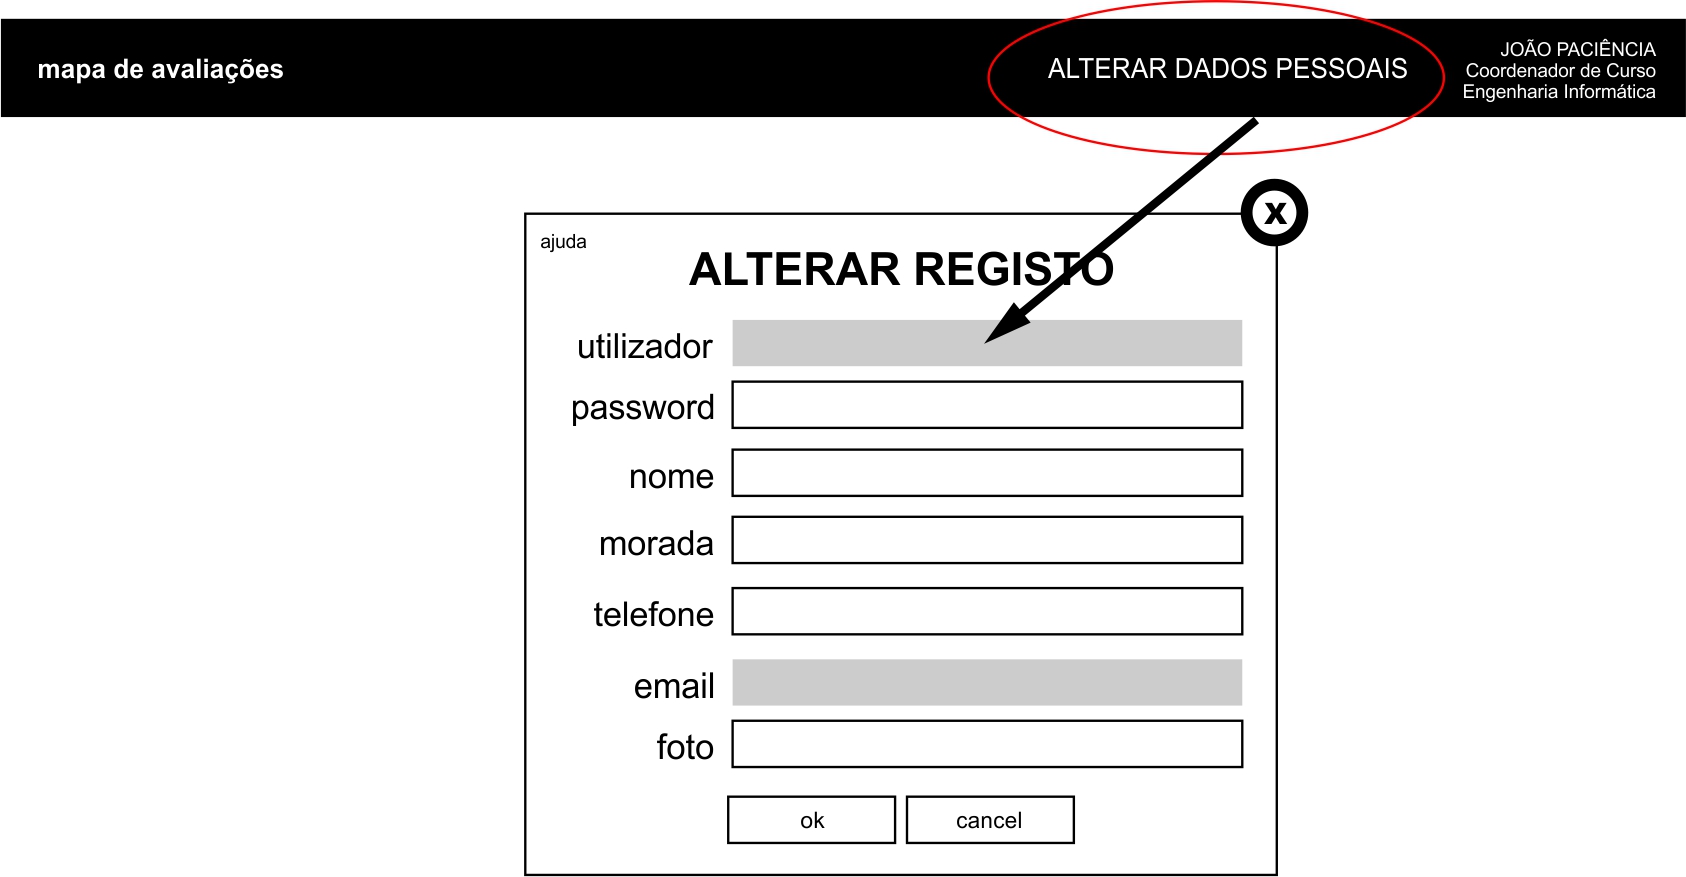 mapa de avaliações
ALTERAR DADOS PESSOAIS
JOÃO PACIÊNCIA
Coordenador de Curso
Engenharia Informática
x
ajuda
ALTERAR REGISTO
utilizador
password
nome
morada
telefone
email
foto
ok cancel